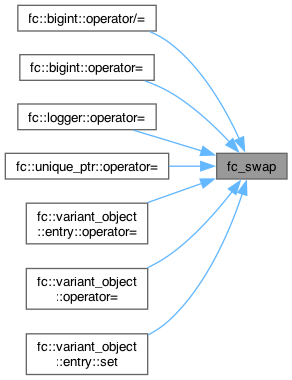 fc::bigint::operator/=
fc::bigint::operator=
fc::logger::operator=
fc::unique_ptr::operator=
fc_swap
fc::variant_object
::entry::operator=
fc::variant_object
::operator=
fc::variant_object
::entry::set